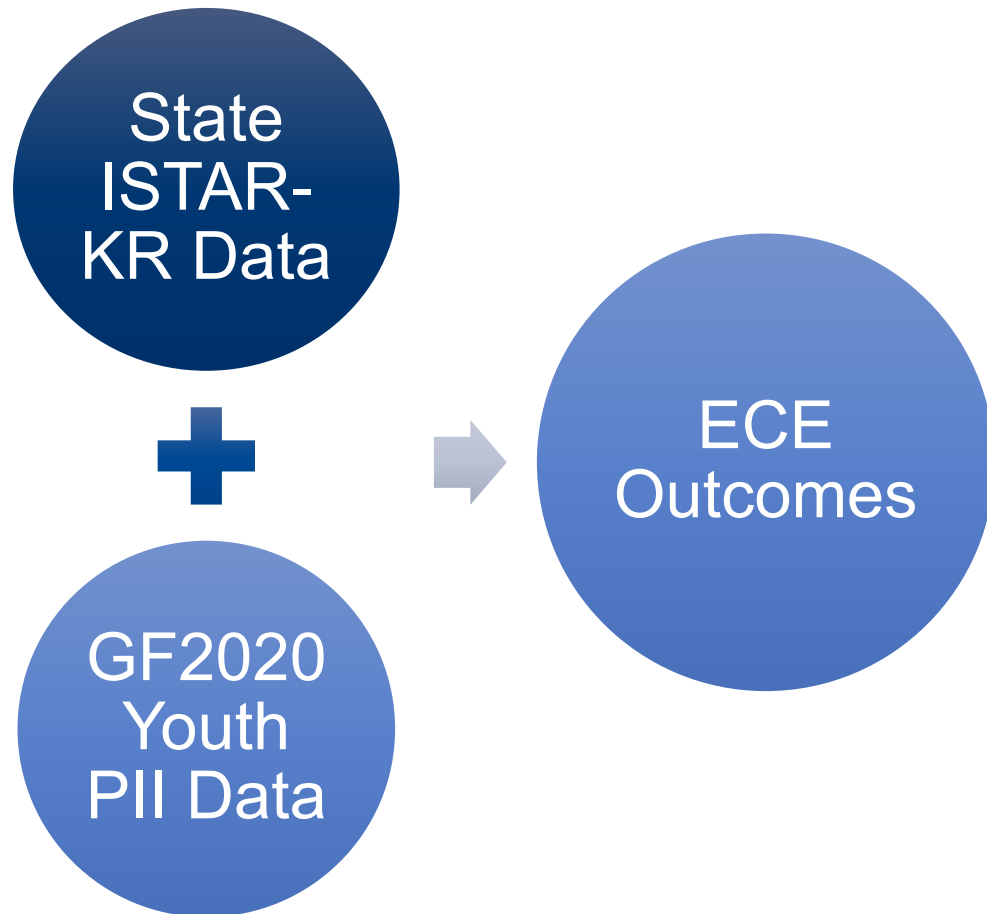 State
ISTAR-
KR Data
GF2020
Youth
PII Data
ECE
Outcomes